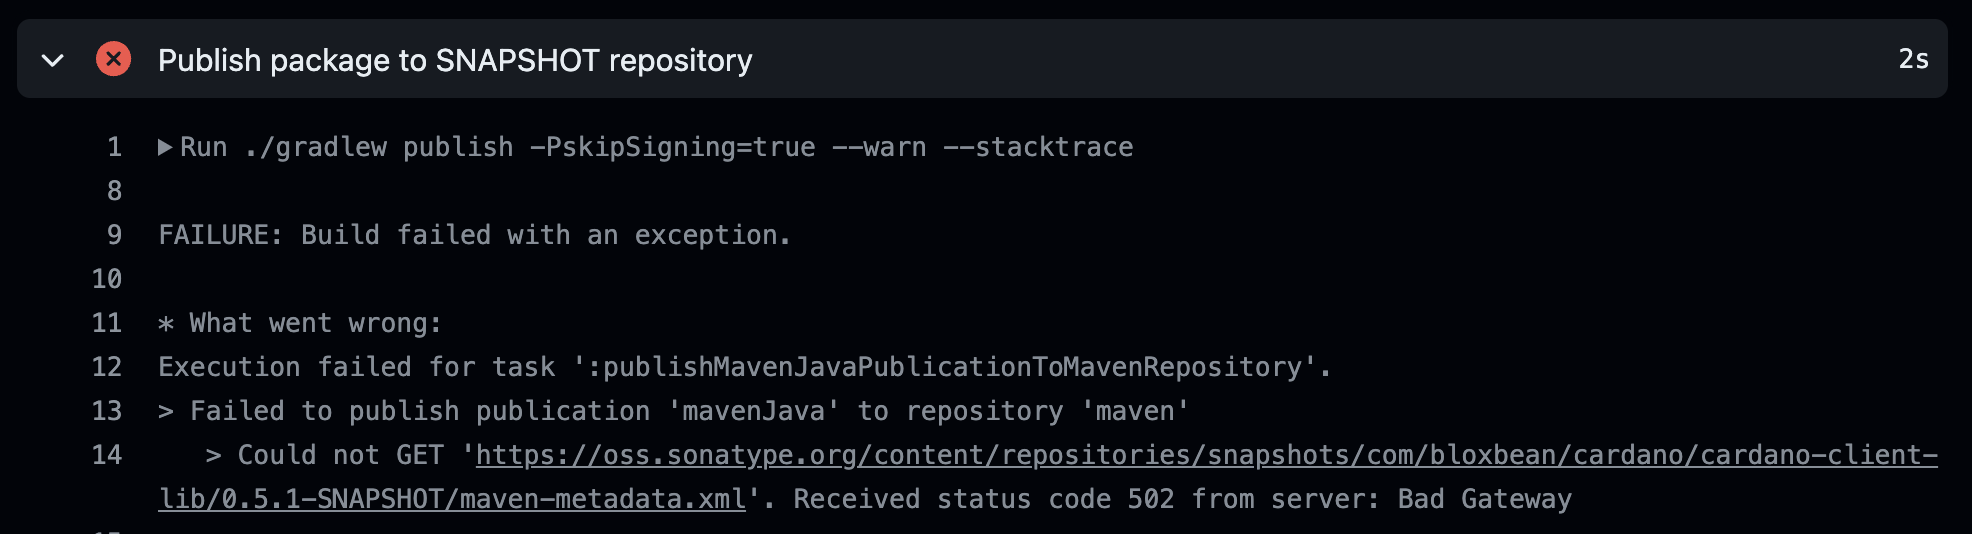 Publish package to SNAPSHOT repository 2s
1 Run ./gradlew publish -PskipSigning=true --warn --stacktrace
8
9 FAILURE: Build failed with an exception.
10
11 * What went wrong:
12 Execution failed for task ':publishMavenJavaPublicationToMavenRepository'.
13 > Failed to publish publication 'mavenJava' to repository 'maven'
14 > Could not GET 'https://oss.sonatype.org/content/repositories/snapshots/com/bloxbean/cardano/cardano-client-
lib/0.5.1-SNAPSHOT/maven-metadata.xml'. Received status code 502 from server: Bad Gateway